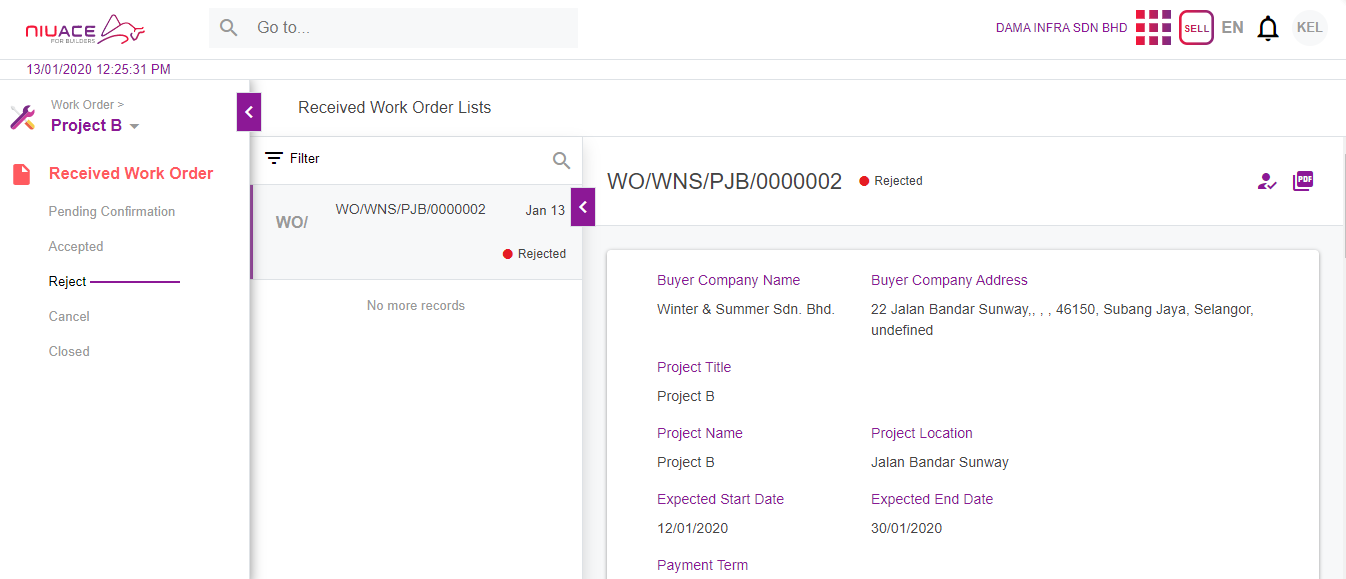 NIUACE
FOR BUILDERS
Go to...
DAMA INFRA SDN BHD
SELL
EN
KEL
13/01/2020 12:25:31 PM
Work Order >
Project B
Received Work Order
Pending Confirmation
Accepted
Reject
Cancel
Closed
Received Work Order Lists
Filter
WO/
WO/WNS/PJB/0000002
Jan 13
Rejected
No more records
WO/WNS/PJB/0000002
Rejected
PDF
Buyer Company Name
Winter & Summer Sdn. Bhd.
Buyer Company Address
22 Jalan Bandar Sunway,, , , 46150, Subang Jaya, Selangor,
undefined
Project Title
Project B
Project Name
Project B
Project Location
Jalan Bandar Sunway
Expected Start Date
12/01/2020
Expected End Date
30/01/2020
Payment Term